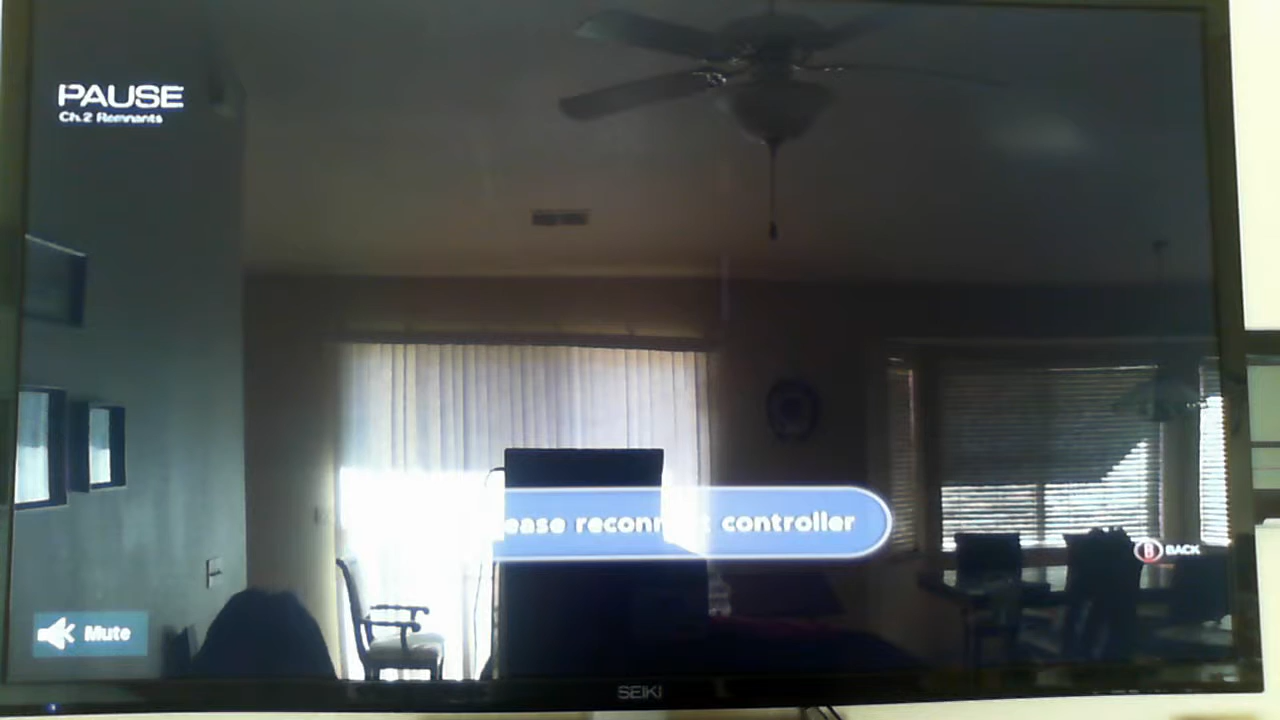 PAUSE
Ch.2 Remnants
controller
B BACK
Mute
SEIKI